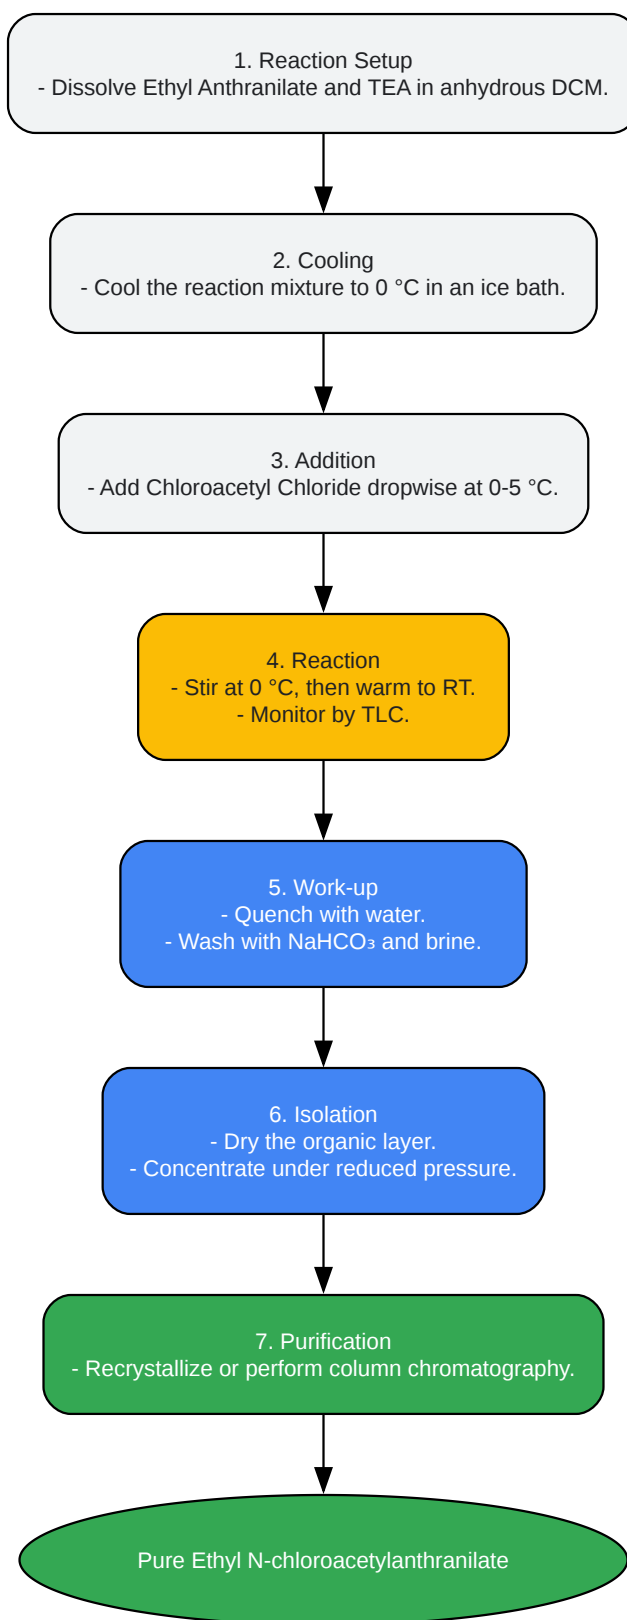 1. Reaction Setup
- Dissolve Ethyl Anthranilate and TEA in anhydrous DCM.
2. Cooling
- Cool the reaction mixture to 0 °C in an ice bath.
3. Addition
- Add Chloroacetyl Chloride dropwise at 0-5 °C.
4. Reaction
- Stir at 0 °C, then warm to RT.
- Monitor by TLC.
5. Work-up
- Quench with water.
- Wash with NaHCO₃ and brine.
6. Isolation
- Dry the organic layer.
- Concentrate under reduced pressure.
7. Purification
- Recrystallize or perform column chromatography.
Pure Ethyl N-chloroacetylanthranilate